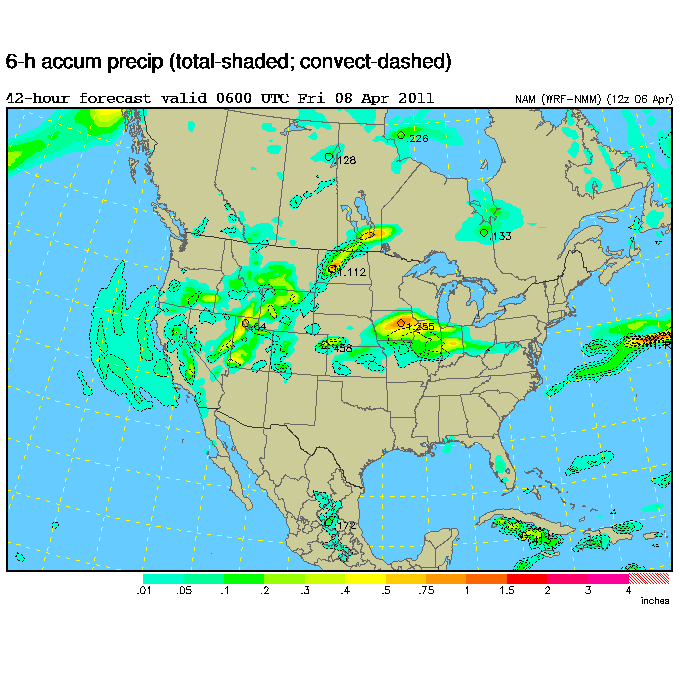 6-h accum precip (total-shaded; convect-dashed)
42-hour forecast valid 0600 UTC Fri 08 Apr 2011
NAM (WRF-NMM) (12z 06 Apr)
.226
.128
.133
1.112
.64
1.355
.458
.172
.01 .05 .1 .2 .3 .4 .5 .75 1 1.5 2 3 4
inches